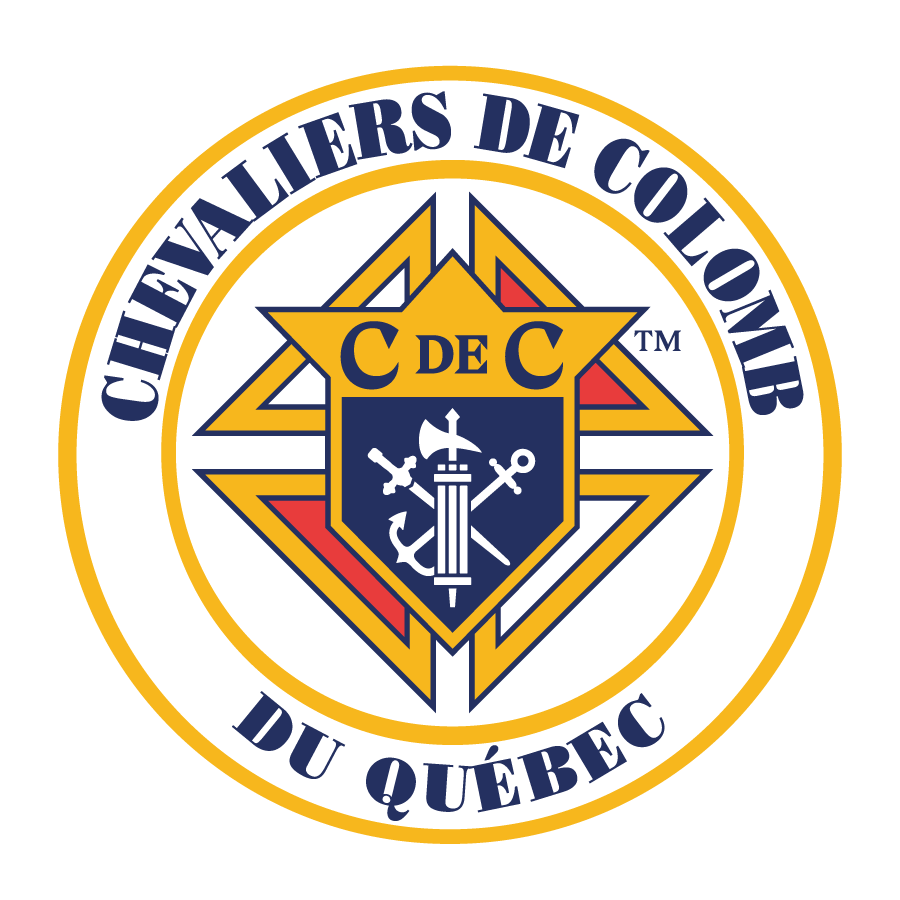 CHEVALIERS DE COLOMB
C DE C
TM
DU QUÉBEC